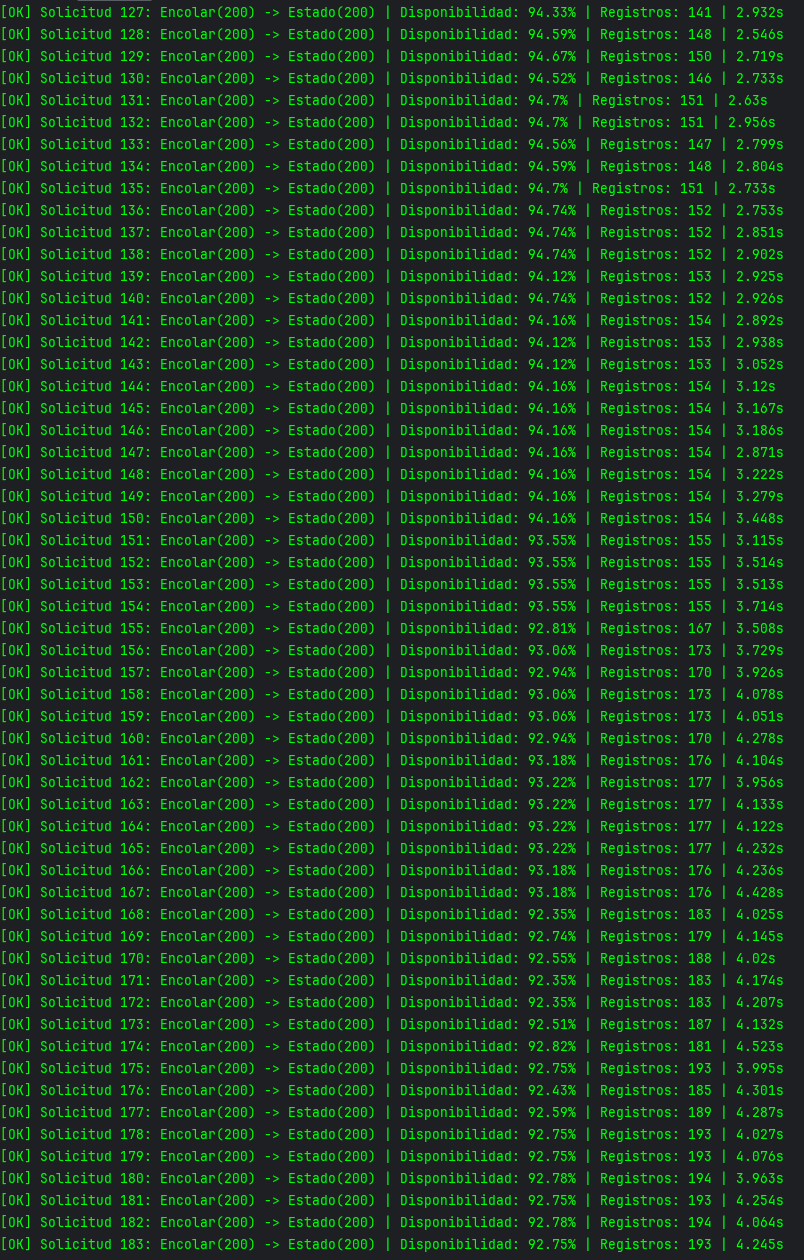 [OK] Solicitud 127: Encolar(200) -> Estado(200) | Disponibilidad: 94.33% | Registros: 141 | 2.932s
[OK] Solicitud 128: Encolar(200) -> Estado(200) | Disponibilidad: 94.59% | Registros: 148 | 2.546s
[OK] Solicitud 129: Encolar(200) -> Estado(200) | Disponibilidad: 94.67% | Registros: 150 | 2.719s
[OK] Solicitud 130: Encolar(200) -> Estado(200) | Disponibilidad: 94.52% | Registros: 146 | 2.733s
[OK] Solicitud 131: Encolar(200) -> Estado(200) | Disponibilidad: 94.7% | Registros: 151 | 2.63s
[OK] Solicitud 132: Encolar(200) -> Estado(200) | Disponibilidad: 94.7% | Registros: 151 | 2.956s
[OK] Solicitud 133: Encolar(200) -> Estado(200) | Disponibilidad: 94.56% | Registros: 147 | 2.799s
[OK] Solicitud 134: Encolar(200) -> Estado(200) | Disponibilidad: 94.59% | Registros: 148 | 2.804s
[OK] Solicitud 135: Encolar(200) -> Estado(200) | Disponibilidad: 94.7% | Registros: 151 | 2.733s
[OK] Solicitud 136: Encolar(200) -> Estado(200) | Disponibilidad: 94.74% | Registros: 152 | 2.753s
[OK] Solicitud 137: Encolar(200) -> Estado(200) | Disponibilidad: 94.74% | Registros: 152 | 2.851s
[OK] Solicitud 138: Encolar(200) -> Estado(200) | Disponibilidad: 94.74% | Registros: 152 | 2.902s
[OK] Solicitud 139: Encolar(200) -> Estado(200) | Disponibilidad: 94.12% | Registros: 153 | 2.925s
[OK] Solicitud 140: Encolar(200) -> Estado(200) | Disponibilidad: 94.74% | Registros: 152 | 2.926s
[OK] Solicitud 141: Encolar(200) -> Estado(200) | Disponibilidad: 94.16% | Registros: 154 | 2.892s
[OK] Solicitud 142: Encolar(200) -> Estado(200) | Disponibilidad: 94.12% | Registros: 153 | 2.938s
[OK] Solicitud 143: Encolar(200) -> Estado(200) | Disponibilidad: 94.12% | Registros: 153 | 3.052s
[OK] Solicitud 144: Encolar(200) -> Estado(200) | Disponibilidad: 94.16% | Registros: 154 | 3.12s
[OK] Solicitud 145: Encolar(200) -> Estado(200) | Disponibilidad: 94.16% | Registros: 154 | 3.167s
[OK] Solicitud 146: Encolar(200) -> Estado(200) | Disponibilidad: 94.16% | Registros: 154 | 3.186s
[OK] Solicitud 147: Encolar(200) -> Estado(200) | Disponibilidad: 94.16% | Registros: 154 | 2.871s
[OK] Solicitud 148: Encolar(200) -> Estado(200) | Disponibilidad: 94.16% | Registros: 154 | 3.222s
[OK] Solicitud 149: Encolar(200) -> Estado(200) | Disponibilidad: 94.16% | Registros: 154 | 3.279s
[OK] Solicitud 150: Encolar(200) -> Estado(200) | Disponibilidad: 94.16% | Registros: 154 | 3.448s
[OK] Solicitud 151: Encolar(200) -> Estado(200) | Disponibilidad: 93.55% | Registros: 155 | 3.115s
[OK] Solicitud 152: Encolar(200) -> Estado(200) | Disponibilidad: 93.55% | Registros: 155 | 3.514s
[OK] Solicitud 153: Encolar(200) -> Estado(200) | Disponibilidad: 93.55% | Registros: 155 | 3.513s
[OK] Solicitud 154: Encolar(200) -> Estado(200) | Disponibilidad: 93.55% | Registros: 155 | 3.714s
[OK] Solicitud 155: Encolar(200) -> Estado(200) | Disponibilidad: 92.81% | Registros: 167 | 3.508s
[OK] Solicitud 156: Encolar(200) -> Estado(200) | Disponibilidad: 93.06% | Registros: 173 | 3.729s
[OK] Solicitud 157: Encolar(200) -> Estado(200) | Disponibilidad: 92.94% | Registros: 170 | 3.926s
[OK] Solicitud 158: Encolar(200) -> Estado(200) | Disponibilidad: 93.06% | Registros: 173 | 4.078s
[OK] Solicitud 159: Encolar(200) -> Estado(200) | Disponibilidad: 93.06% | Registros: 173 | 4.051s
[OK] Solicitud 160: Encolar(200) -> Estado(200) | Disponibilidad: 92.94% | Registros: 170 | 4.278s
[OK] Solicitud 161: Encolar(200) -> Estado(200) | Disponibilidad: 93.18% | Registros: 176 | 4.104s
[OK] Solicitud 162: Encolar(200) -> Estado(200) | Disponibilidad: 93.22% | Registros: 177 | 3.956s
[OK] Solicitud 163: Encolar(200) -> Estado(200) | Disponibilidad: 93.22% | Registros: 177 | 4.133s
[OK] Solicitud 164: Encolar(200) -> Estado(200) | Disponibilidad: 93.22% | Registros: 177 | 4.122s
[OK] Solicitud 165: Encolar(200) -> Estado(200) | Disponibilidad: 93.22% | Registros: 177 | 4.232s
[OK] Solicitud 166: Encolar(200) -> Estado(200) | Disponibilidad: 93.18% | Registros: 176 | 4.236s
[OK] Solicitud 167: Encolar(200) -> Estado(200) | Disponibilidad: 93.18% | Registros: 176 | 4.428s
[OK] Solicitud 168: Encolar(200) -> Estado(200) | Disponibilidad: 92.35% | Registros: 183 | 4.025s
[OK] Solicitud 169: Encolar(200) -> Estado(200) | Disponibilidad: 92.74% | Registros: 179 | 4.145s
[OK] Solicitud 170: Encolar(200) -> Estado(200) | Disponibilidad: 92.55% | Registros: 188 | 4.02s
[OK] Solicitud 171: Encolar(200) -> Estado(200) | Disponibilidad: 92.35% | Registros: 183 | 4.174s
[OK] Solicitud 172: Encolar(200) -> Estado(200) | Disponibilidad: 92.35% | Registros: 183 | 4.207s
[OK] Solicitud 173: Encolar(200) -> Estado(200) | Disponibilidad: 92.51% | Registros: 187 | 4.132s
[OK] Solicitud 174: Encolar(200) -> Estado(200) | Disponibilidad: 92.82% | Registros: 181 | 4.523s
[OK] Solicitud 175: Encolar(200) -> Estado(200) | Disponibilidad: 92.75% | Registros: 193 | 3.995s
[OK] Solicitud 176: Encolar(200) -> Estado(200) | Disponibilidad: 92.43% | Registros: 185 | 4.301s
[OK] Solicitud 177: Encolar(200) -> Estado(200) | Disponibilidad: 92.59% | Registros: 189 | 4.287s
[OK] Solicitud 178: Encolar(200) -> Estado(200) | Disponibilidad: 92.75% | Registros: 193 | 4.027s
[OK] Solicitud 179: Encolar(200) -> Estado(200) | Disponibilidad: 92.75% | Registros: 193 | 4.076s
[OK] Solicitud 180: Encolar(200) -> Estado(200) | Disponibilidad: 92.78% | Registros: 194 | 3.963s
[OK] Solicitud 181: Encolar(200) -> Estado(200) | Disponibilidad: 92.75% | Registros: 193 | 4.254s
[OK] Solicitud 182: Encolar(200) -> Estado(200) | Disponibilidad: 92.78% | Registros: 194 | 4.064s
[OK] Solicitud 183: Encolar(200) -> Estado(200) | Disponibilidad: 92.75% | Registros: 193 | 4.245s